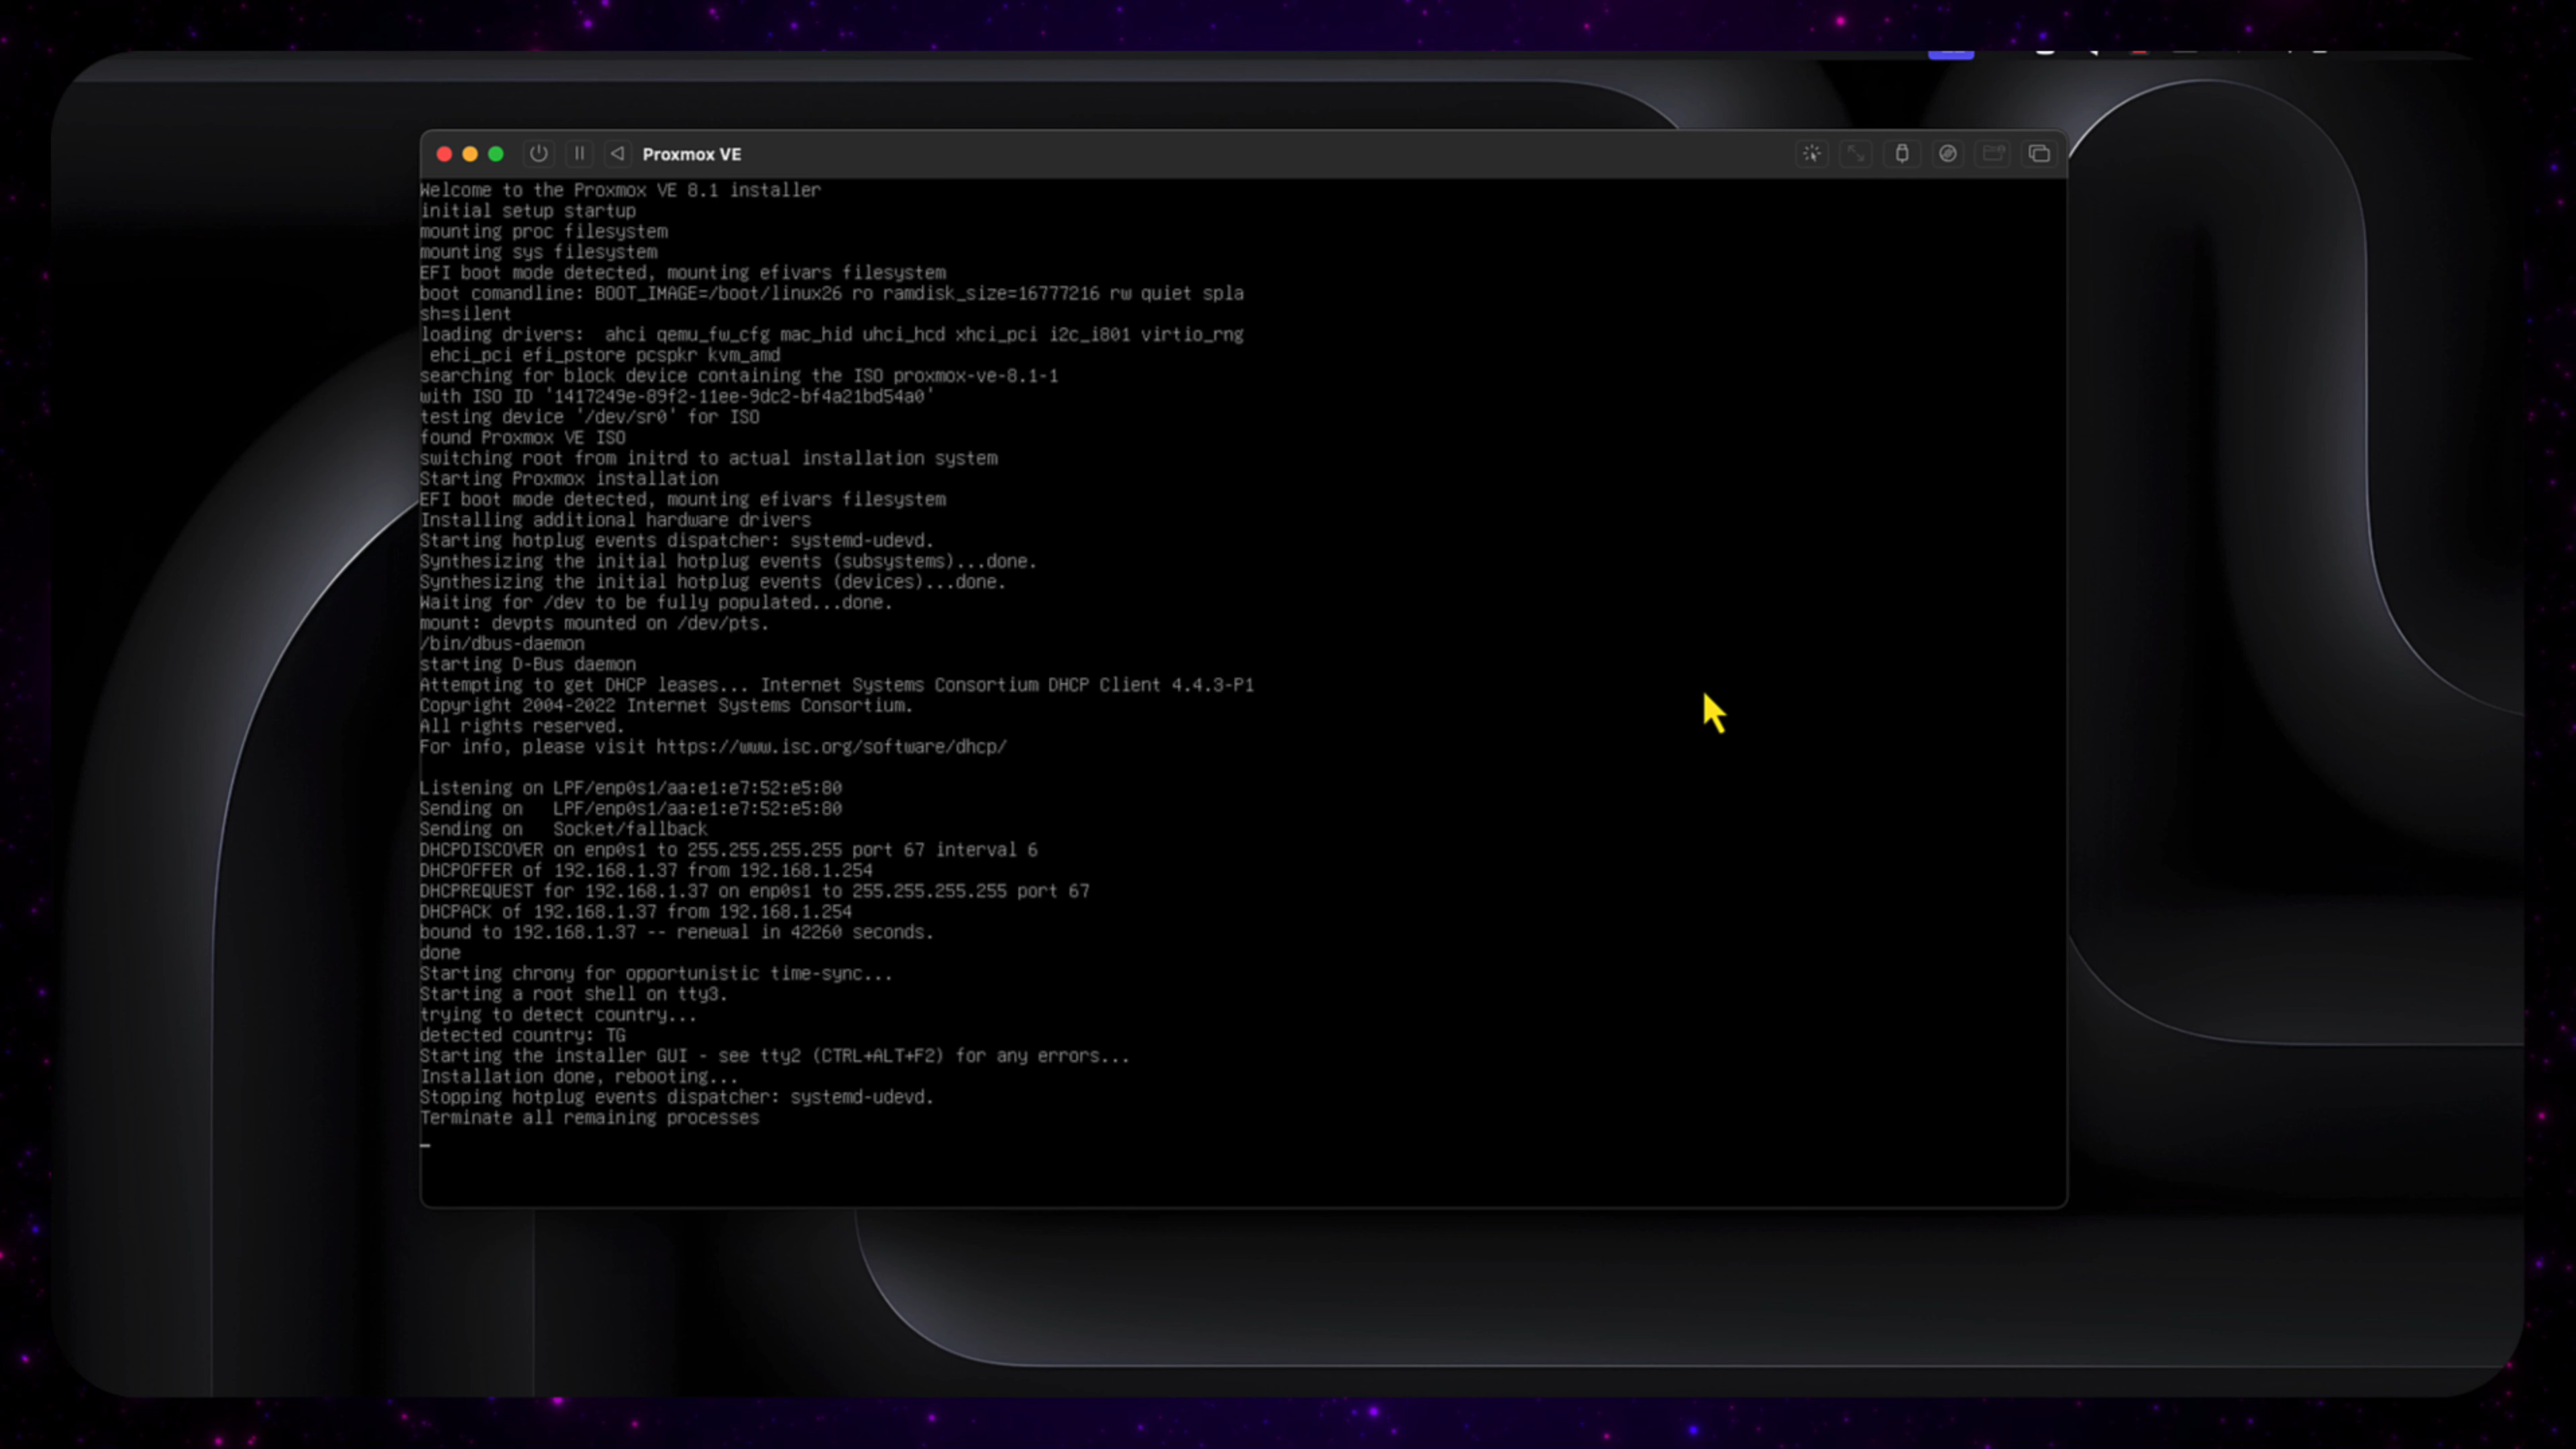 Proxmox VE
Welcome to the Proxmox VE 8.1 installer
initial setup startup
mounting proc filesystem
mounting sys filesystem
EFI boot mode detected, mounting efivars filesystem
boot comandline: BOOT_IMAGE=/boot/linux26 ro ramdisk_size=16777216 rw quiet spla
sh=silent
loading drivers:  ahci qemu_fw_cfg mac_hid uhci_hcd xhci_pci i2c_i801 virtio_rng
 ehci_pci efi_pstore pcspkr kvm_amd
searching for block device containing the ISO proxmox-ve-8.1-1
with ISO ID '1417249e-89f2-11ee-9dc2-bf4a21bd54a0'
testing device '/dev/sr0' for ISO
found Proxmox VE ISO
switching root from initrd to actual installation system
Starting Proxmox installation
EFI boot mode detected, mounting efivars filesystem
Installing additional hardware drivers
Starting hotplug events dispatcher: systemd-udevd.
Synthesizing the initial hotplug events (subsystems)...done.
Synthesizing the initial hotplug events (devices)...done.
Waiting for /dev to be fully populated...done.
mount: devpts mounted on /dev/pts.
/bin/dbus-daemon
starting D-Bus daemon
Attempting to get DHCP leases... Internet Systems Consortium DHCP Client 4.4.3-P1
Copyright 2004-2022 Internet Systems Consortium.
All rights reserved.
For info, please visit https://www.isc.org/software/dhcp/
Listening on LPF/enp0s1/aa:e1:e7:52:e5:80
Sending on   LPF/enp0s1/aa:e1:e7:52:e5:80
Sending on   Socket/fallback
DHCPDISCOVER on enp0s1 to 255.255.255.255 port 67 interval 6
DHCPOFFER of 192.168.1.37 from 192.168.1.254
DHCPREQUEST for 192.168.1.37 on enp0s1 to 255.255.255.255 port 67
DHCPACK of 192.168.1.37 from 192.168.1.254
bound to 192.168.1.37 -- renewal in 42260 seconds.
done
Starting chrony for opportunistic time-sync...
Starting a root shell on tty3.
trying to detect country...
detected country: TG
Starting the installer GUI - see tty2 (CTRL+ALT+F2) for any errors...
Installation done, rebooting...
Stopping hotplug events dispatcher: systemd-udevd.
Terminate all remaining processes